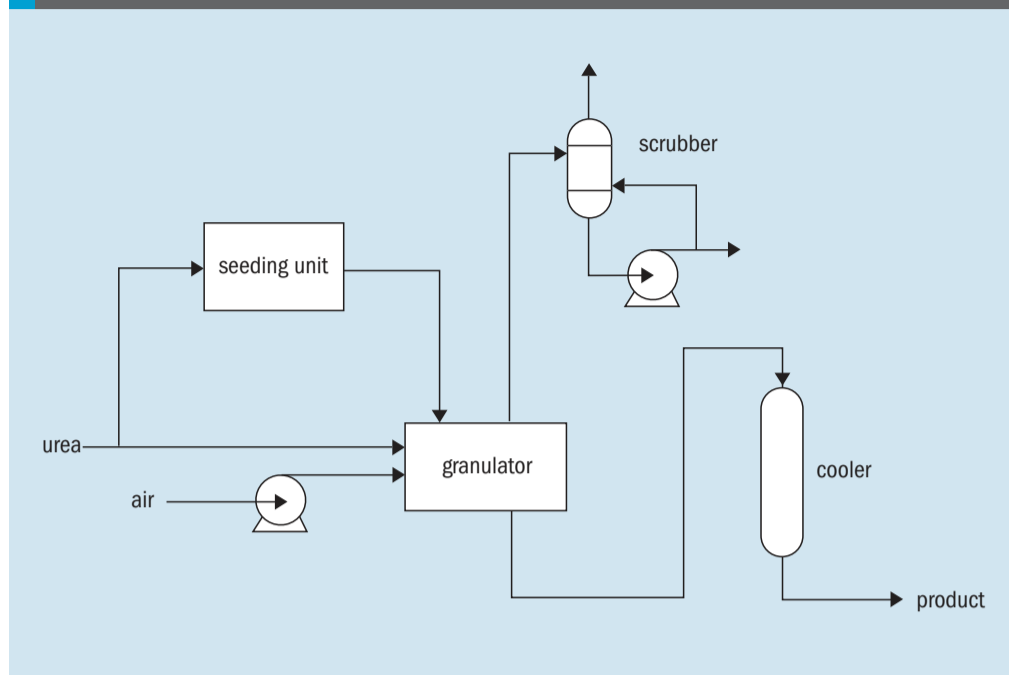 scrubber
seeding unit
urea
granulator
air
cooler
product